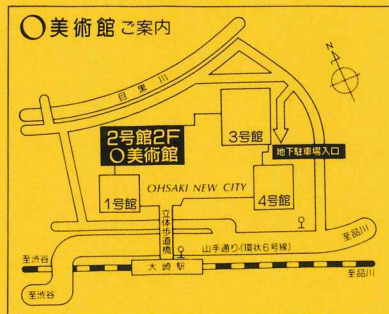 O美術館ご案内
目黒川
N
2号館2F
O美術館
3号館
地下駐車場入口
OHSAKI NEW CITY
1号館
4号館
立体歩道橋
山手通り(環状6号線)
至品川
至渋谷
大崎駅
至品川
至渋谷